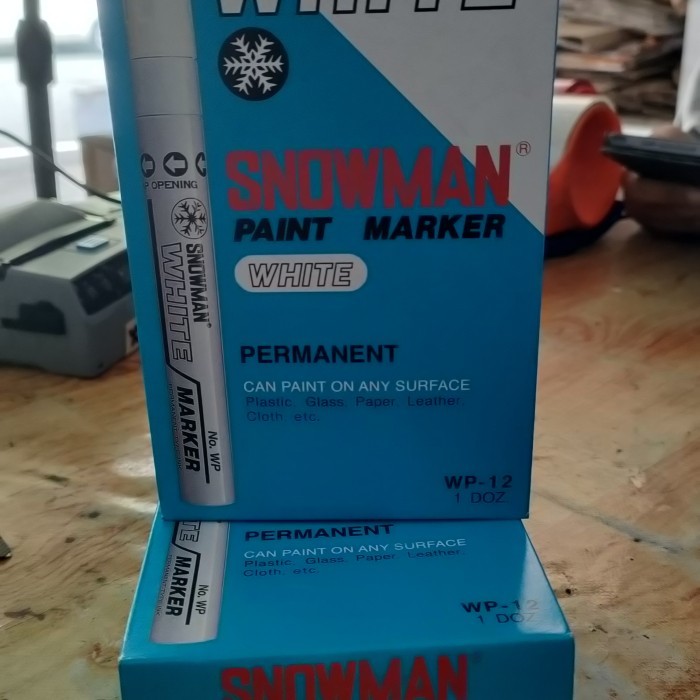 WHITE
SNOWMAN®
PAINT MARKER
WHITE
PERMANENT
CAN PAINT ON ANY SURFACE
Plastic, Glass, Paper, Leather,
Cloth, etc.
WP-12
1 DOZ.
OPENING
SNOWMAN®
WHITE
MARKER
No. WP
PERMANENT
CAN PAINT ON ANY SURFACE
Plastic, Glass, Paper, Leather,
Cloth, etc.
WP-12
1 DOZ.
MARKER
No. WP
SNOWMAN